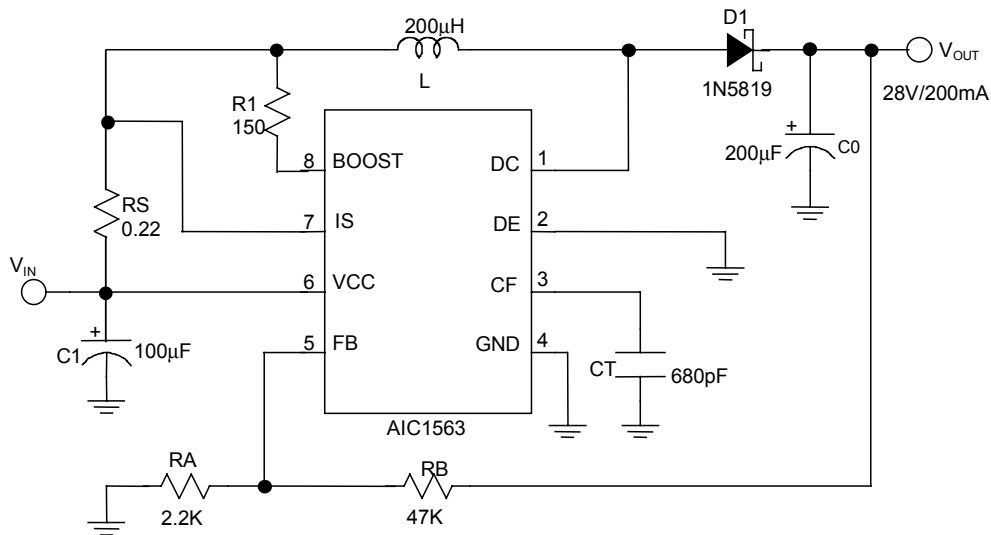 200μH
L
D1
1N5819
V_OUT
28V/200mA
R1
150
8 BOOST
DC 1
+
200μF
C0
RS
0.22
7 IS
DE 2
V_IN
6 VCC
CF 3
+
C1
100μF
5 FB
GND 4
CT
680pF
AIC1563
RA
2.2K
RB
47K